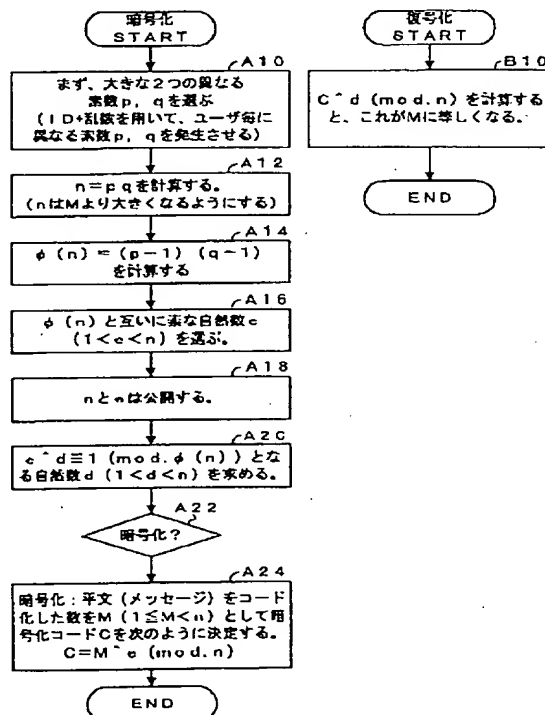 暗号化
START
A10
まず、大きな2つの異なる
素数p, qを選ぶ
(ID+乱数を用いて、ユーザ毎に
異なる素数p, qを発生させる)
A12
n=pqを計算する。
(nはMより大きくなるようにする)
A14
φ(n)=(p-1)(q-1)
を計算する
A16
φ(n)と互いに素な自然数e
(1<e<n)を選ぶ。
A18
nとeは公開する。
A20
e^d≡1(mod.φ(n))とな
る自然数d(1<d<n)を求める。
A22
暗号化?
A24
暗号化:平文(メッセージ)をコード
化した数をM(1≦M<n)として暗
号化コードCを次のように決定する。
C=M^e(mod.n)
END
復号化
START
B10
C^d(mod.n)を計算する
と、これがMに等しくなる。
END